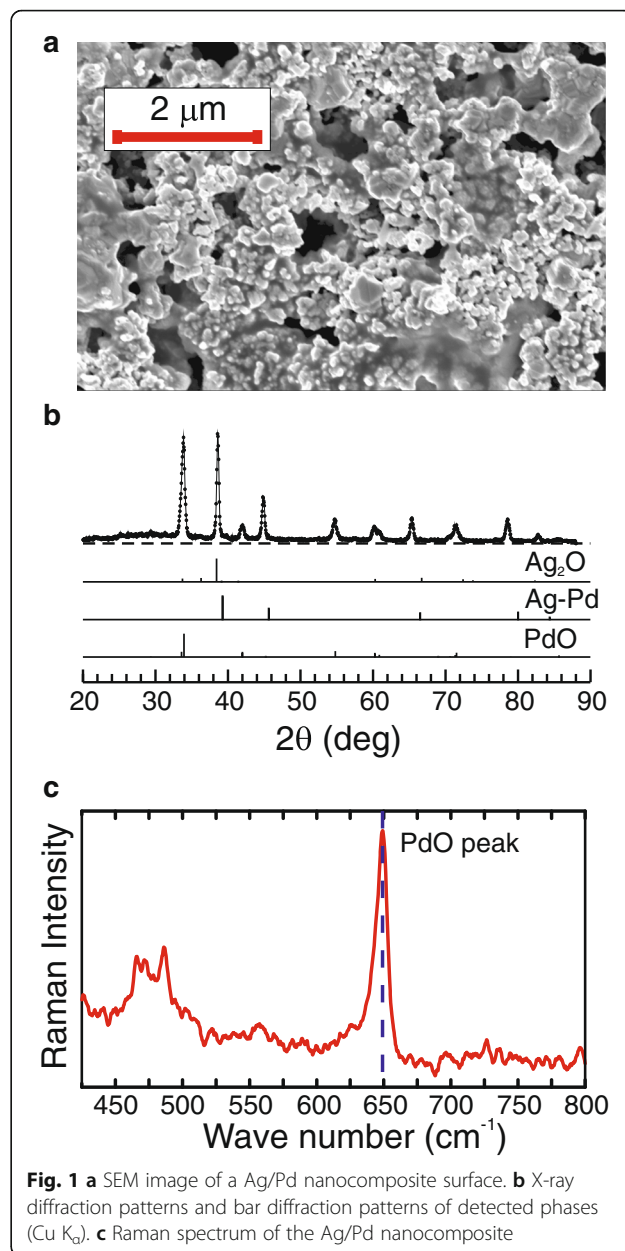 a
2 μm
b
Ag₂O
Ag-Pd
PdO
20 30 40 50 60 70 80 90
2θ (deg)
c
PdO peak
Raman Intensity
450 500 550 600 650 700 750 800
Wave number (cm⁻¹)
Fig. 1 a SEM image of a Ag/Pd nanocomposite surface. b X-ray
diffraction patterns and bar diffraction patterns of detected phases
(Cu Kα). c Raman spectrum of the Ag/Pd nanocomposite